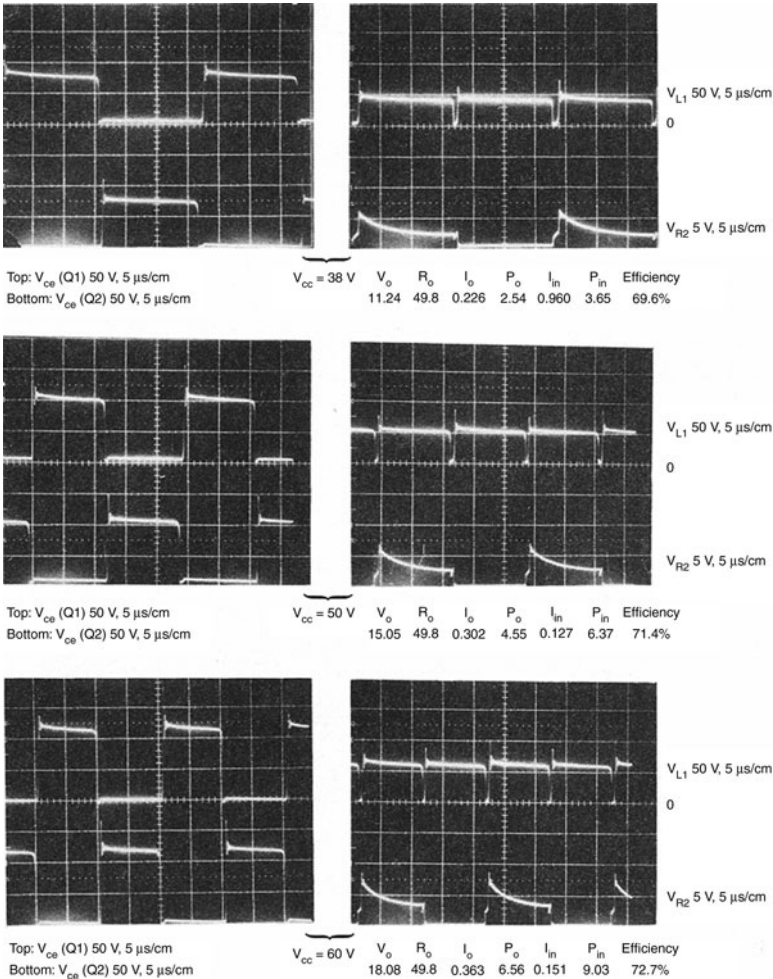 V_L1 50 V, 5 μs/cm
0
V_R2 5 V, 5 μs/cm
Top: V_ce (Q1) 50 V, 5 μs/cm
Bottom: V_ce (Q2) 50 V, 5 μs/cm
V_cc = 38 V
V_o R_o I_o P_o I_in P_in Efficiency
11.24 49.8 0.226 2.54 0.960 3.65 69.6%
V_L1 50 V, 5 μs/cm
0
V_R2 5 V, 5 μs/cm
Top: V_ce (Q1) 50 V, 5 μs/cm
Bottom: V_ce (Q2) 50 V, 5 μs/cm
V_cc = 50 V
V_o R_o I_o P_o I_in P_in Efficiency
15.05 49.8 0.302 4.55 0.127 6.37 71.4%
V_L1 50 V, 5 μs/cm
0
V_R2 5 V, 5 μs/cm
Top: V_ce (Q1) 50 V, 5 μs/cm
Bottom: V_ce (Q2) 50 V, 5 μs/cm
V_cc = 60 V
V_o R_o I_o P_o I_in P_in Efficiency
18.08 49.8 0.363 6.56 0.151 9.03 72.7%